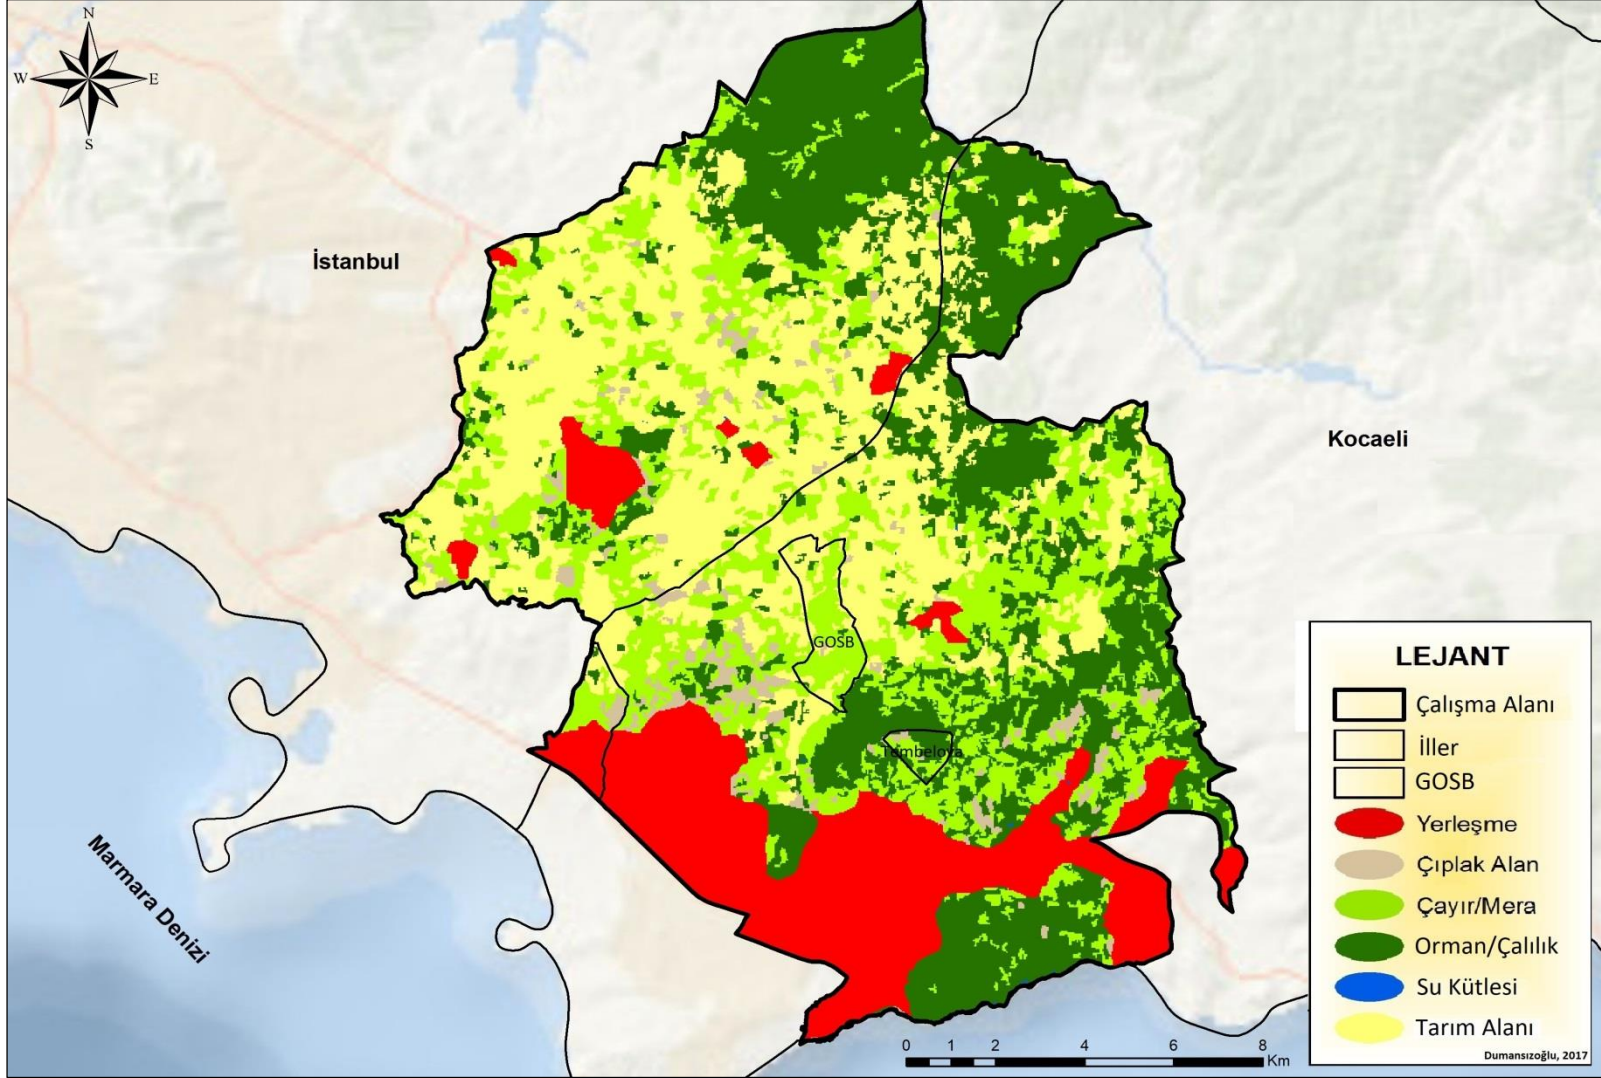 N
W
E
S
İstanbul
Kocaeli
GOSB
Tembelova
Marmara Denizi
LEJANT
Çalışma Alanı
İller
GOSB
Yerleşme
Çıplak Alan
Çayır/Mera
Orman/Çalılık
Su Kütlesi
Tarım Alanı
Dumansızoğlu, 2017
0 1 2 4 6 8
Km